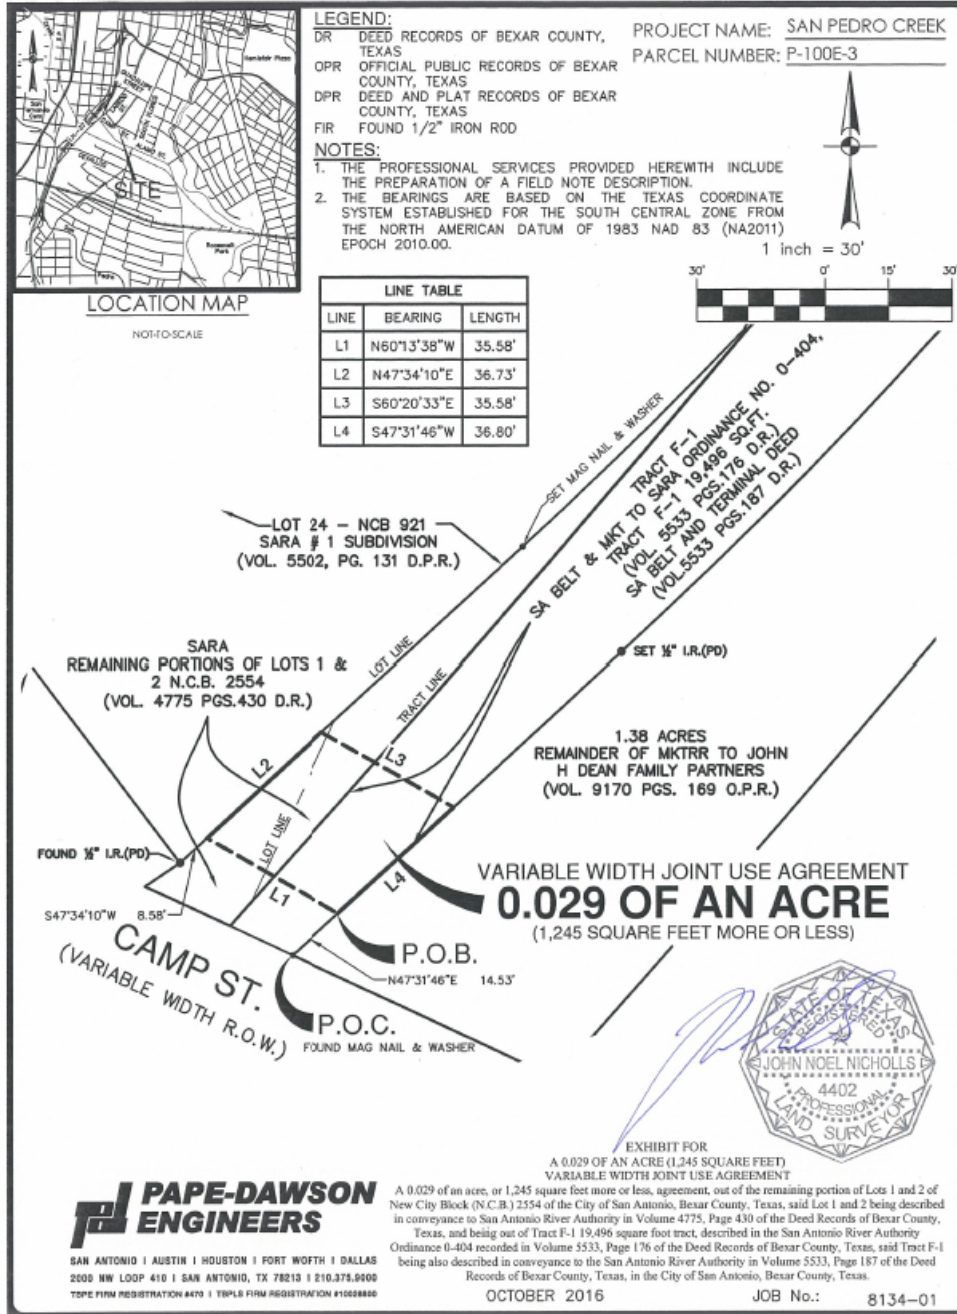 LEGEND:
DR DEED RECORDS OF BEXAR COUNTY,
TEXAS
OPR OFFICIAL PUBLIC RECORDS OF BEXAR
COUNTY, TEXAS
DPR DEED AND PLAT RECORDS OF BEXAR
COUNTY, TEXAS
FIR FOUND 1/2" IRON ROD
NOTES:
1. THE PROFESSIONAL SERVICES PROVIDED HEREWITH INCLUDE
THE PREPARATION OF A FIELD NOTE DESCRIPTION.
2. THE BEARINGS ARE BASED ON THE TEXAS COORDINATE
SYSTEM ESTABLISHED FOR THE SOUTH CENTRAL ZONE FROM
THE NORTH AMERICAN DATUM OF 1983 NAD 83 (NA2011)
EPOCH 2010.00.
PROJECT NAME: SAN PEDRO CREEK
PARCEL NUMBER: P-100E-3
1 inch = 30'
30' 0' 15' 30'
SITE
Roosevelt
Park
LOCATION MAP
NOT-TO-SCALE
LINE TABLE
LINE BEARING LENGTH
L1 N60°13'38"W 35.58'
L2 N47°34'10"E 36.73'
L3 S60°20'33"E 35.58'
L4 S47°31'46"W 36.80'
SET MAG NAIL & WASHER
TRACT F-1
SA BELT & MKT TO SARA ORDINANCE NO. 0-404,
TRACT F-1 19,496 SQ.FT.
(VOL. 5533 PGS.176 D.R.)
SA BELT AND TERMINAL DEED
(VOL.5533 PGS.187 D.R.)
LOT 24 - NCB 921
SARA # 1 SUBDIVISION
(VOL. 5502, PG. 131 D.P.R.)
SARA
REMAINING PORTIONS OF LOTS 1 &
2 N.C.B. 2554
(VOL. 4775 PGS.430 D.R.)
LOT LINE
TRACT LINE
SET ½" I.R.(PD)
1.38 ACRES
REMAINDER OF MKTRR TO JOHN
H DEAN FAMILY PARTNERS
(VOL. 9170 PGS. 169 O.P.R.)
L2
L3
LOT LINE
L1
L4
FOUND ½" I.R.(PD)
VARIABLE WIDTH JOINT USE AGREEMENT
0.029 OF AN ACRE
(1,245 SQUARE FEET MORE OR LESS)
S47°34'10"W 8.58'
CAMP ST.
(VARIABLE WIDTH R.O.W.)
P.O.B.
N47°31'46"E 14.53'
P.O.C.
FOUND MAG NAIL & WASHER
STATE OF TEXAS
REGISTERED
JOHN NOEL NICHOLLS
4402
PROFESSIONAL
LAND SURVEYOR
EXHIBIT FOR
A 0.029 OF AN ACRE (1,245 SQUARE FEET)
VARIABLE WIDTH JOINT USE AGREEMENT
A 0.029 of an acre, or 1,245 square feet more or less, agreement, out of the remaining portion of Lots 1 and 2 of
New City Block (N.C.B.) 2554 of the City of San Antonio, Bexar County, Texas, said Lot 1 and 2 being described
in conveyance to San Antonio River Authority in Volume 4775, Page 430 of the Deed Records of Bexar County,
Texas, and being out of Tract F-1 19,496 square foot tract, described in the San Antonio River Authority
Ordinance 0-404 recorded in Volume 5533, Page 176 of the Deed Records of Bexar County, Texas, said Tract F-1
being also described in conveyance to the San Antonio River Authority in Volume 5533, Page 187 of the Deed
Records of Bexar County, Texas, in the City of San Antonio, Bexar County, Texas.
OCTOBER 2016 JOB No.: 8134-01
pd PAPE-DAWSON
ENGINEERS
SAN ANTONIO I AUSTIN I HOUSTON I FORT WORTH I DALLAS
2000 NW LOOP 410 I SAN ANTONIO, TX 78213 I 210.375.9000
TBPE FIRM REGISTRATION #470 I TBPLS FIRM REGISTRATION #10028800